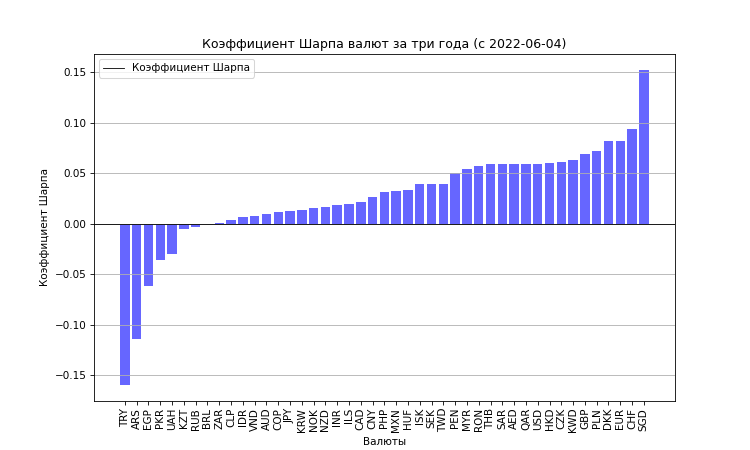 Коэффициент Шарпа валют за три года (с 2022-06-04)
Коэффициент Шарпа
0.15
0.10
0.05
0.00
−0.05
−0.10
−0.15
Коэффициент Шарпа
TRY ARS EGP PKR UAH KZT RUB BRL ZAR CLP IDR VND AUD COP JPY KRW NOK NZD INR ILS CAD CNY PHP MXN HUF ISK SEK TWD PEN MYR RON THB SAR AED QAR USD HKD CZK KWD GBP PLN DKK EUR CHF SGD
Валюты